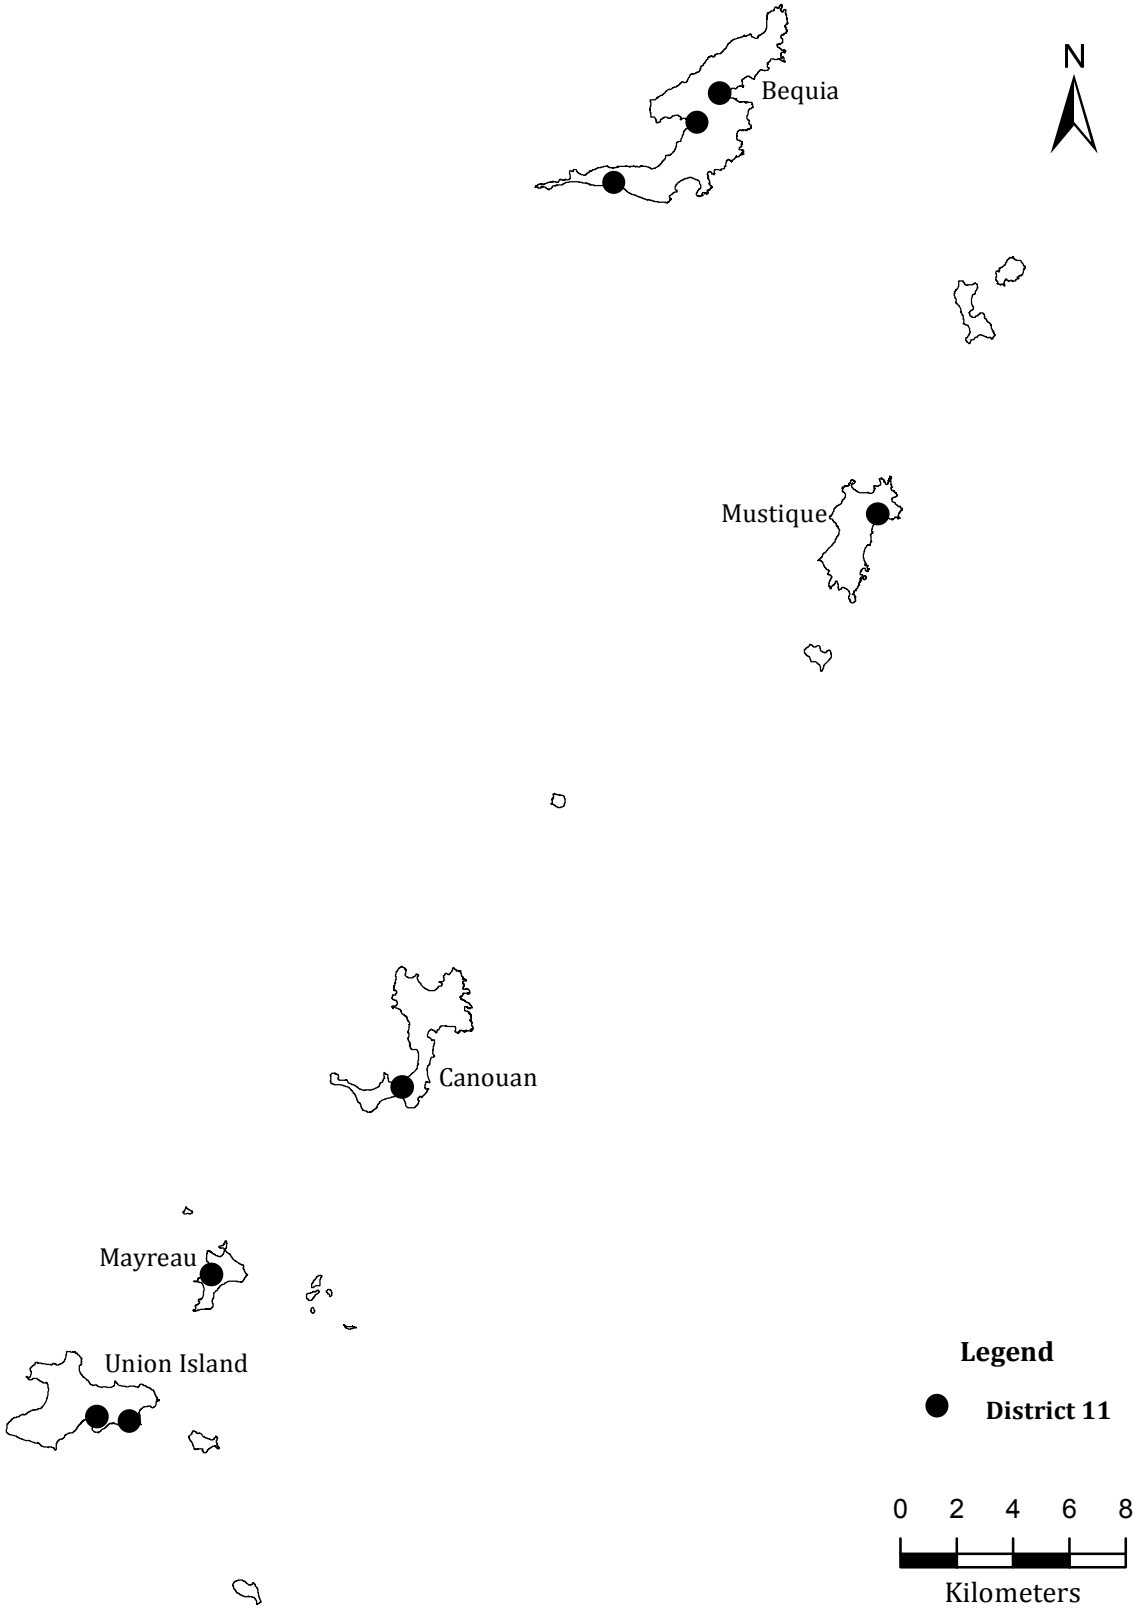 N
Bequia
Mustique
Canouan
Mayreau
Union Island
Legend
District 11
0 2 4 6 8
Kilometers